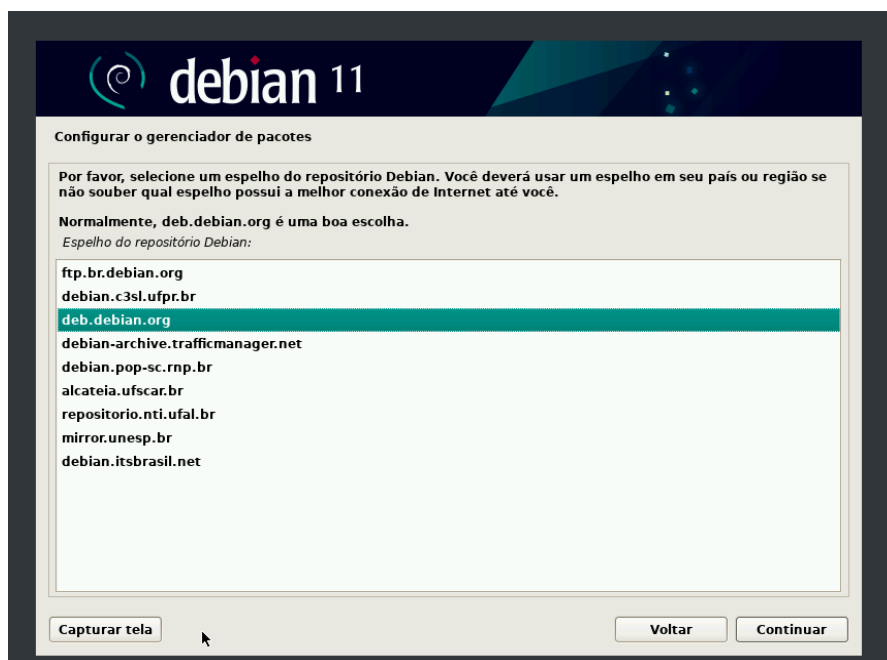 debian 11
Configurar o gerenciador de pacotes
Por favor, selecione um espelho do repositório Debian. Você deverá usar um espelho em seu país ou região se
não souber qual espelho possui a melhor conexão de Internet até você.
Normalmente, deb.debian.org é uma boa escolha.
Espelho do repositório Debian:
ftp.br.debian.org
debian.c3sl.ufpr.br
deb.debian.org
debian-archive.trafficmanager.net
debian.pop-sc.rnp.br
alcateia.ufscar.br
repositorio.nti.ufal.br
mirror.unesp.br
debian.itsbrasil.net
Capturar tela
Voltar
Continuar